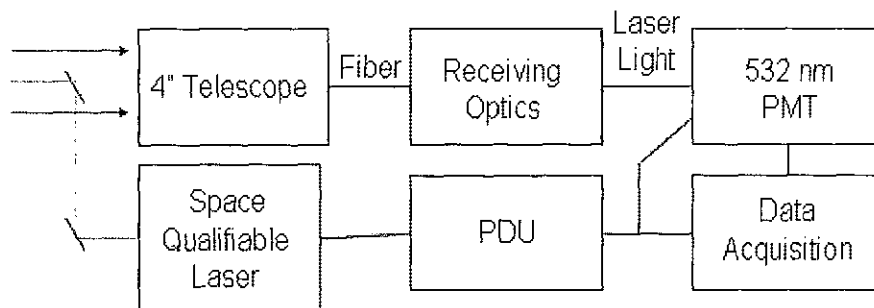 4" Telescope
Fiber
Receiving
Optics
Laser
Light
532 nm
PMT
Space
Qualifiable
Laser
PDU
Data
Acquisition